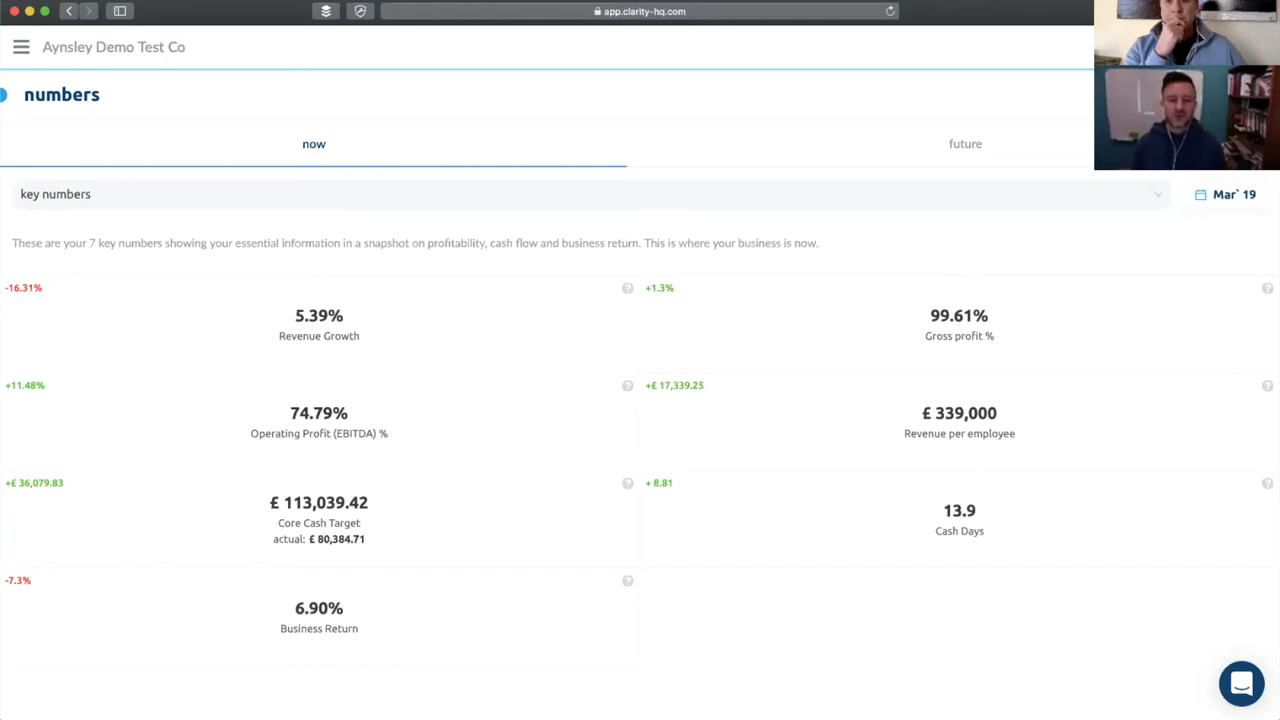 app.clarity-hq.com
Aynsley Demo Test Co
numbers
now
future
key numbers
Mar` 19
These are your 7 key numbers showing your essential information in a snapshot on profitability, cash flow and business return. This is where your business is now.
-16.31%
5.39%
Revenue Growth
+1.3%
99.61%
Gross profit %
+11.48%
74.79%
Operating Profit (EBITDA) %
+£ 17,339.25
£ 339,000
Revenue per employee
+£ 36,079.83
£ 113,039.42
Core Cash Target
actual: £ 80,384.71
+ 8.81
13.9
Cash Days
-7.3%
6.90%
Business Return